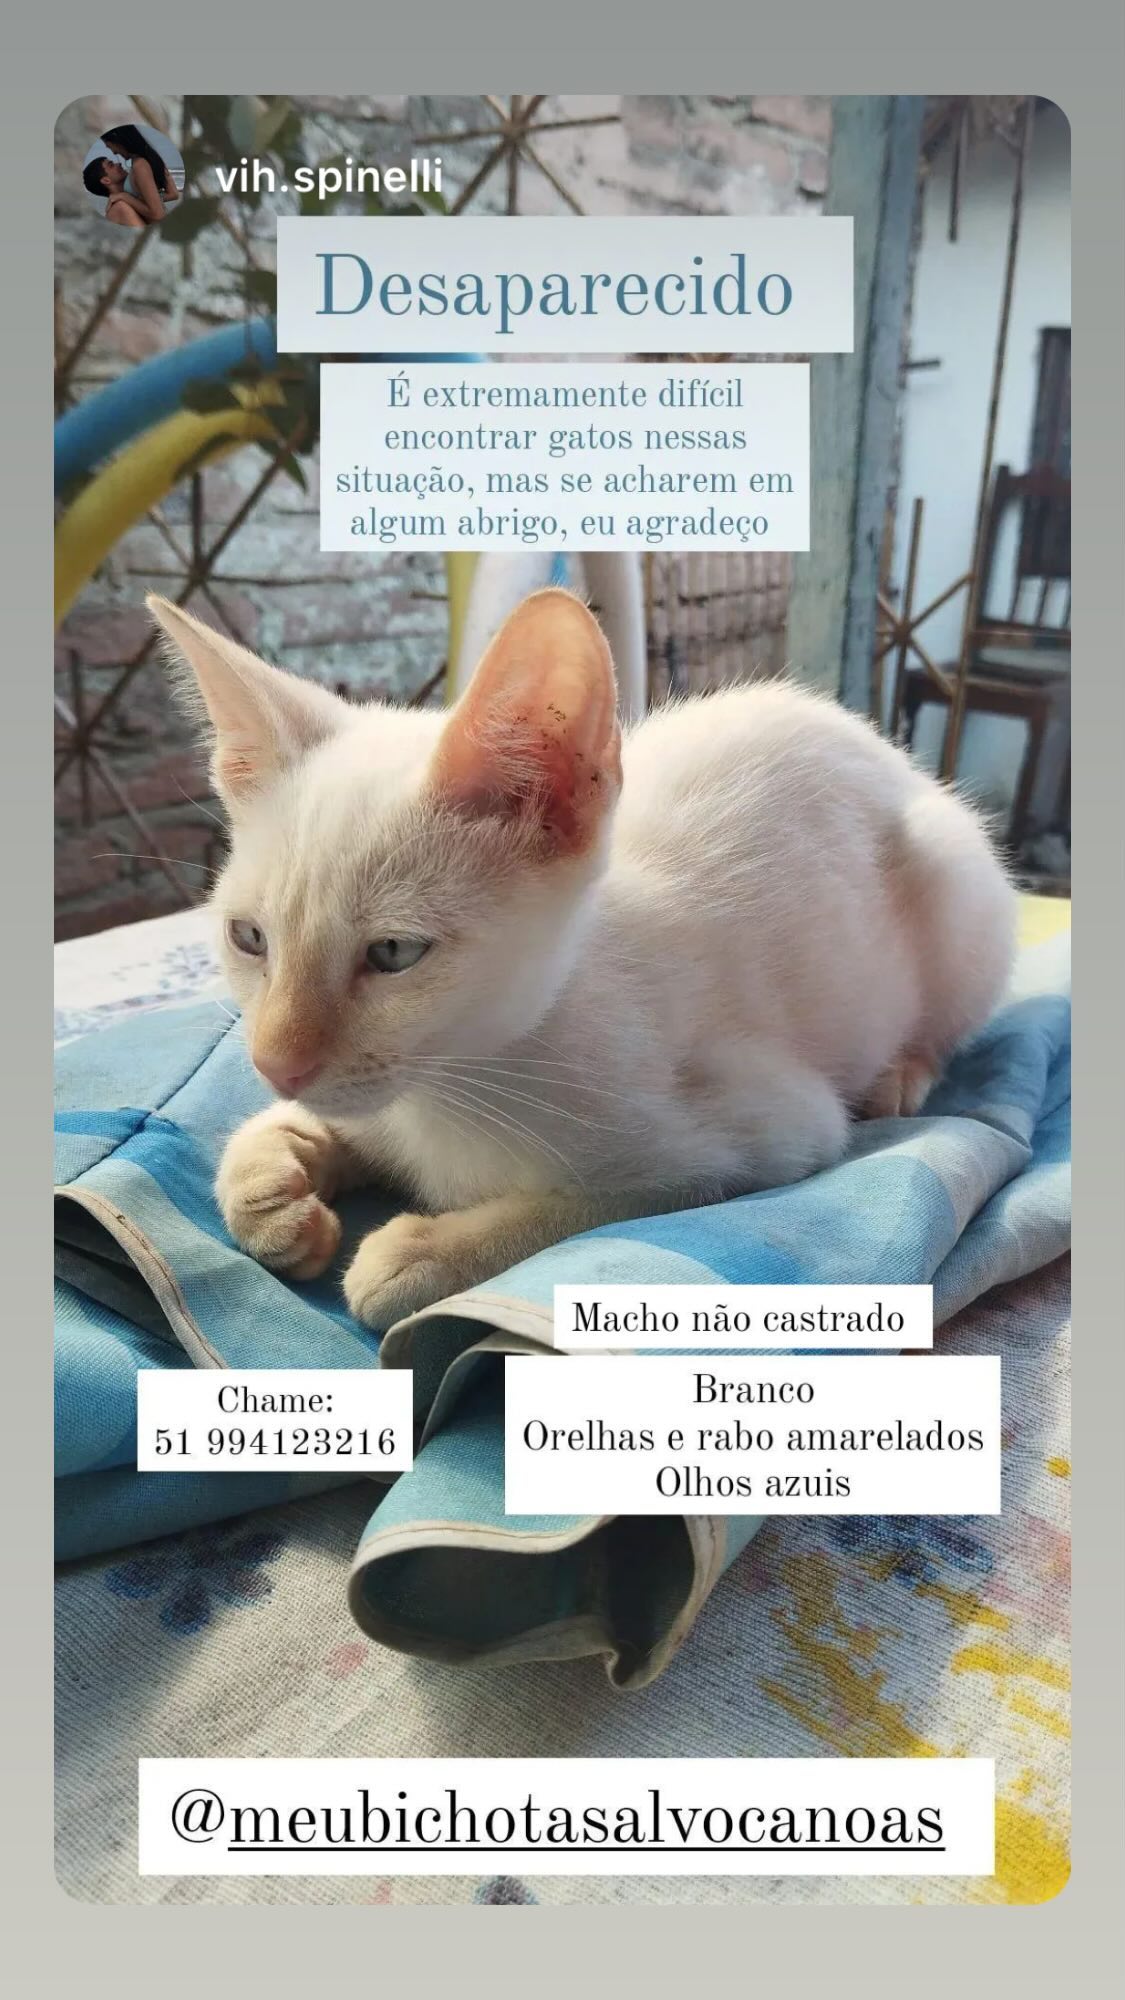 vih.spinelli
Desaparecido
É extremamente difícil
encontrar gatos nessas
situação, mas se acharem em
algum abrigo, eu agradeço
Macho não castrado
Chame:
51 994123216
Branco
Orelhas e rabo amarelados
Olhos azuis
@meubichotasalvocanoas